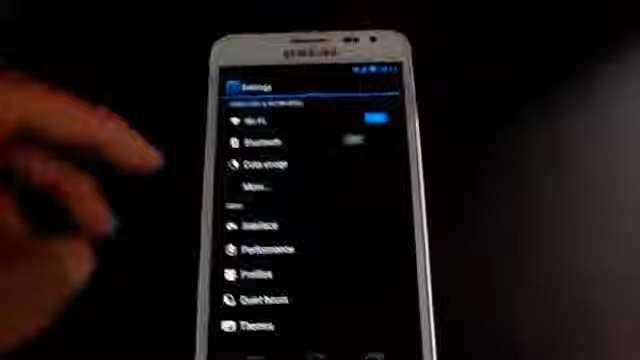 SAMSUNG
Settings
WIRELESS & NETWORKS
Wi-Fi
Bluetooth
Data usage
More...
Interface
Performance
Profiles
Quiet hours
Themes